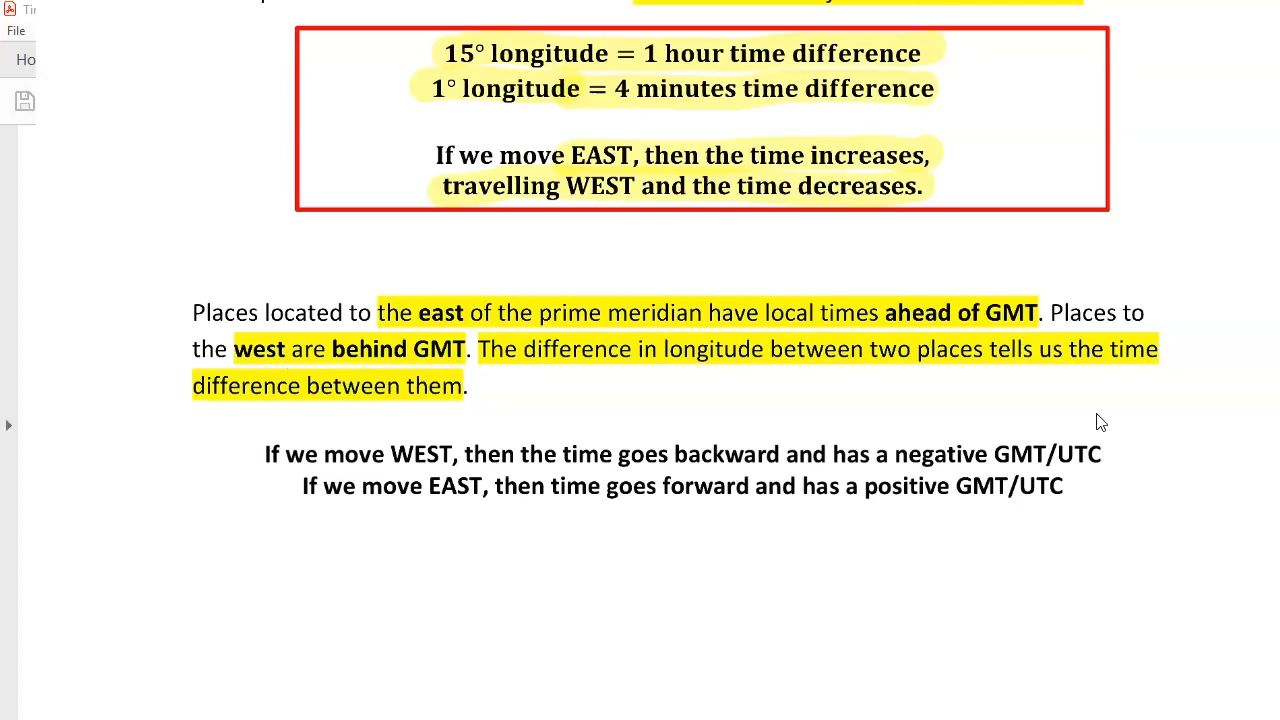 Tir
File
Ho
15° longitude = 1 hour time difference
1° longitude = 4 minutes time difference
If we move EAST, then the time increases,
travelling WEST and the time decreases.
Places located to the east of the prime meridian have local times ahead of GMT. Places to
the west are behind GMT. The difference in longitude between two places tells us the time
difference between them.
If we move WEST, then the time goes backward and has a negative GMT/UTC
If we move EAST, then time goes forward and has a positive GMT/UTC